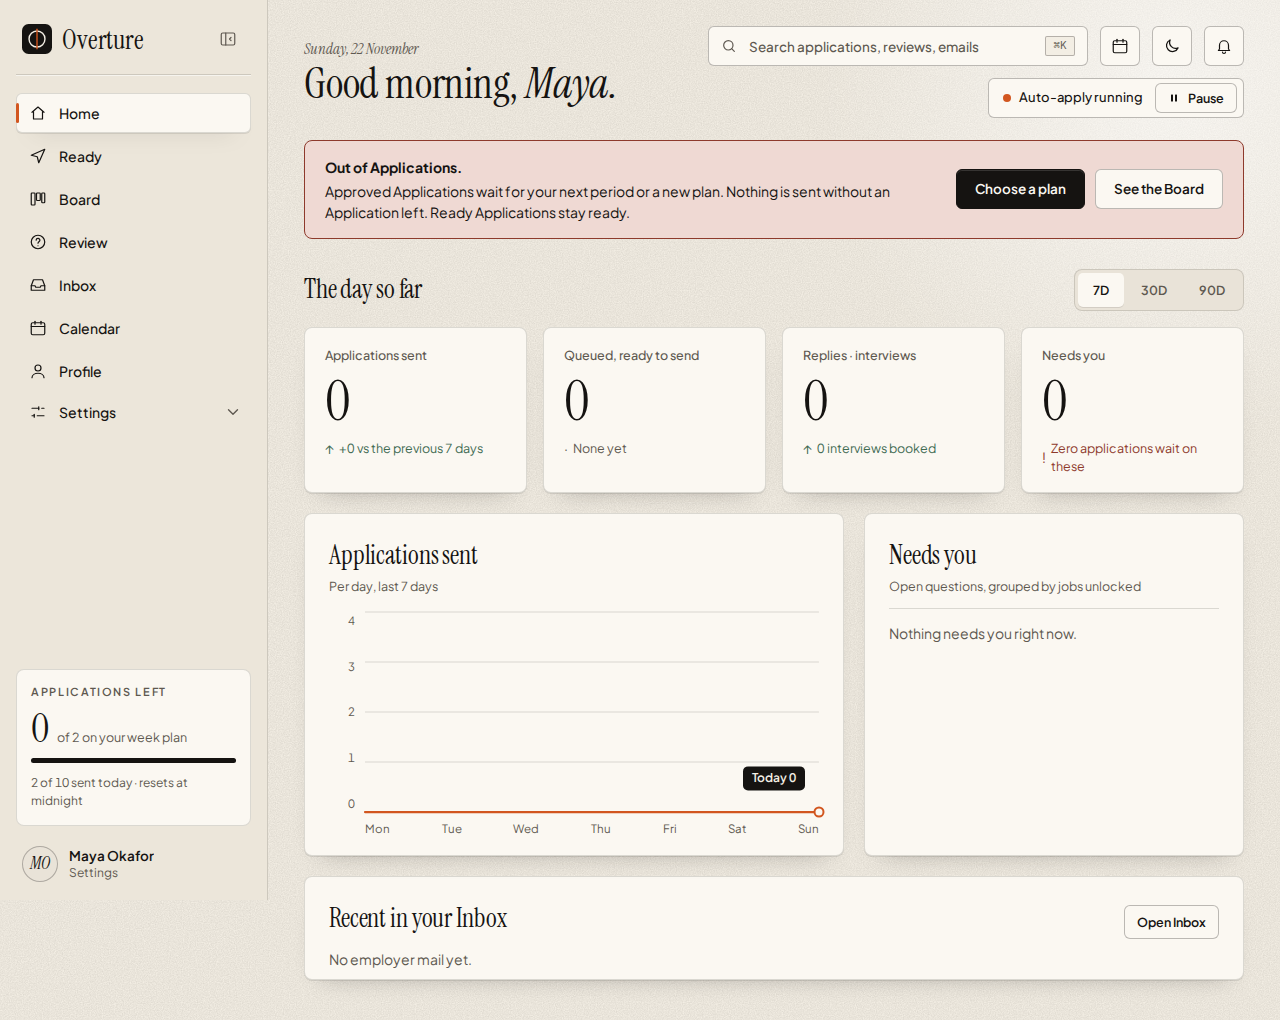 Overture
Home
Ready
Board
Review
Inbox
Calendar
Profile
Settings
APPLICATIONS LEFT
0 of 2 on your week plan
2 of 10 sent today · resets at
midnight
MO
Maya Okafor
Settings
Sunday, 22 November
Good morning, Maya.
Search applications, reviews, emails
⌘K
Auto-apply running
Pause
Out of Applications.
Approved Applications wait for your next period or a new plan. Nothing is sent without an
Application left. Ready Applications stay ready.
Choose a plan
See the Board
The day so far
7D 30D 90D
Applications sent
0
↑ +0 vs the previous 7 days
Queued, ready to send
0
· None yet
Replies · interviews
0
↑ 0 interviews booked
Needs you
0
! Zero applications wait on
these
Applications sent
Per day, last 7 days
4
3
2
1
0
Today 0
Mon Tue Wed Thu Fri Sat Sun
Needs you
Open questions, grouped by jobs unlocked
Nothing needs you right now.
Recent in your Inbox
Open Inbox
No employer mail yet.